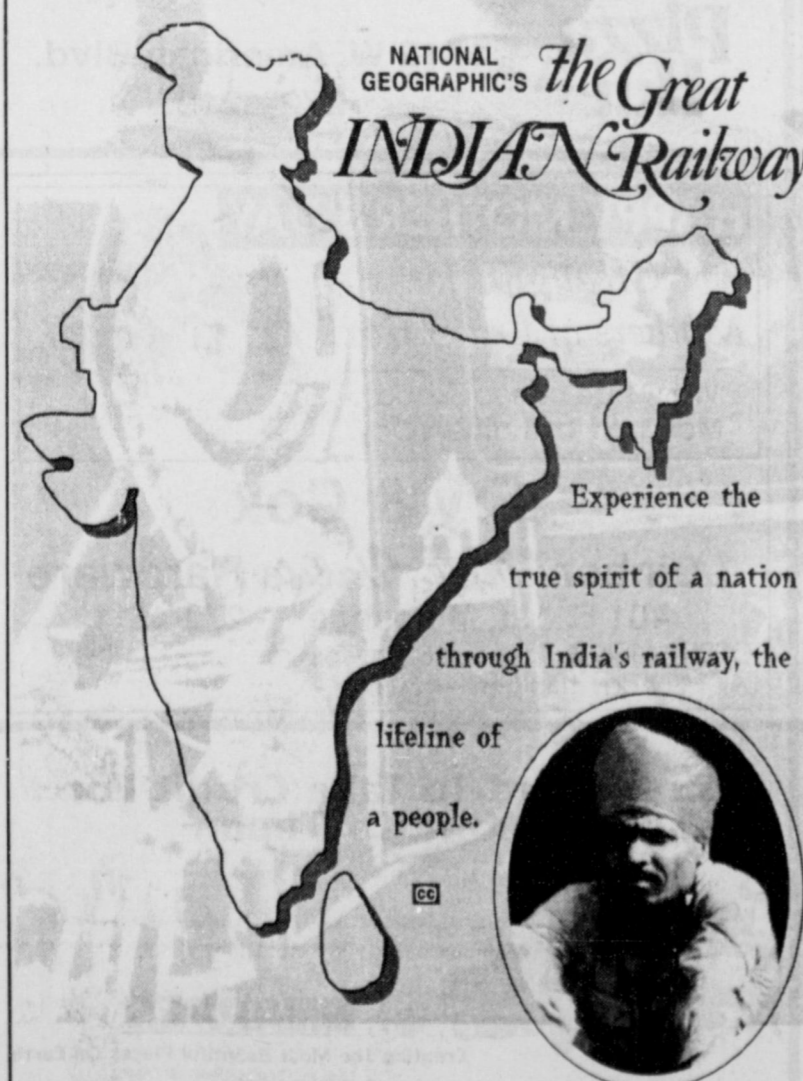 NATIONAL
GEOGRAPHIC'S
the Great
INDIAN Railway
Experience the
true spirit of a nation
through India's railway, the
lifeline of
a people.
cc